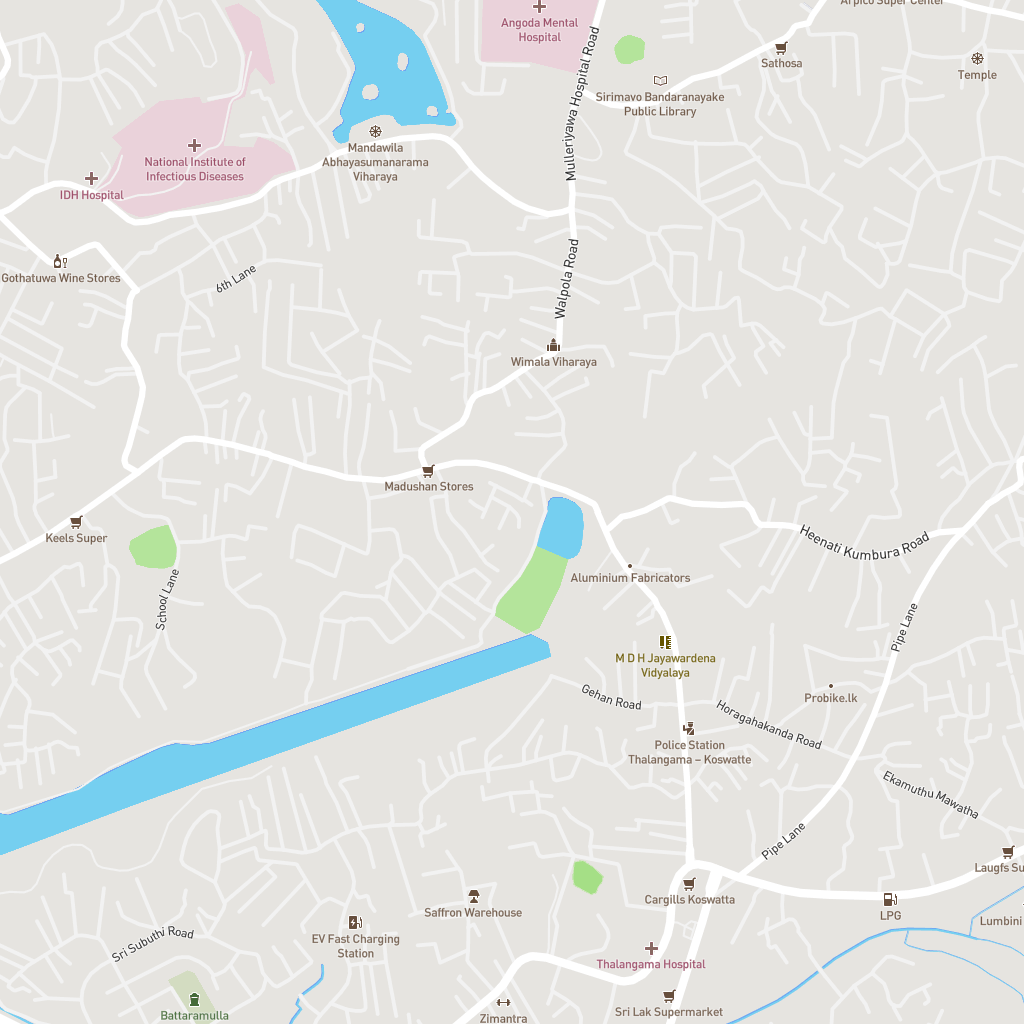 Arpico Super Center
Angoda Mental
Hospital
Mulleriyawa Hospital Road
Sathosa
Temple
Sirimavo Bandaranayake
Public Library
National Institute of
Infectious Diseases
Mandawila
Abhayasumanarama
Viharaya
IDH Hospital
Gothatuwa Wine Stores
6th Lane
Walpola Road
Wimala Viharaya
Madushan Stores
Keels Super
Heenati Kumbura Road
School Lane
Aluminium Fabricators
Pipe Lane
M D H Jayawardena
Vidyalaya
Gehan Road
Probike.lk
Horagahakanda Road
Police Station
Thalangama – Koswatte
Ekamuthu Mawatha
Pipe Lane
Laugfs Su
Cargills Koswatta
LPG
Lumbini
Saffron Warehouse
Sri Subuthi Road
EV Fast Charging
Station
Thalangama Hospital
Sri Lak Supermarket
Zimantra
Battaramulla